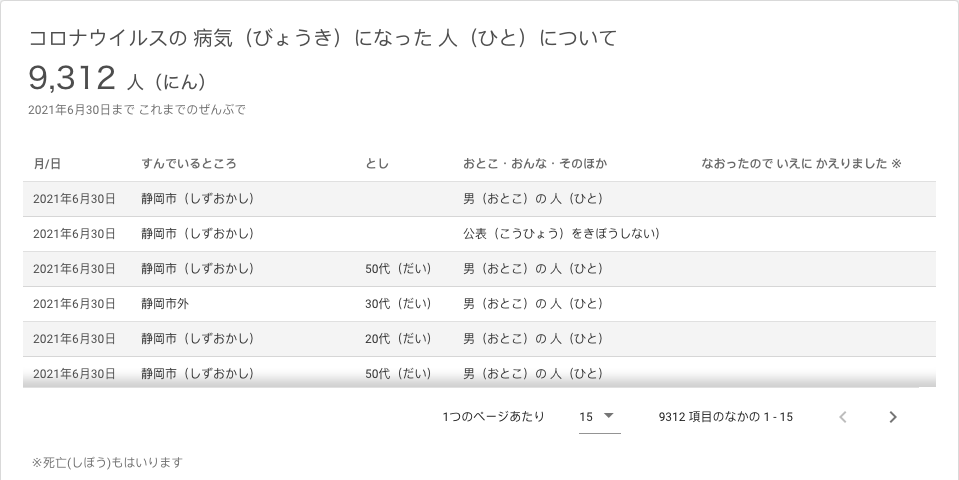 コロナウイルスの 病気（びょうき）になった 人（ひと）について
9,312 人（にん）
2021年6月30日まで これまでのぜんぶで
月/日 すんでいるところ とし おとこ・おんな・そのほか なおったので いえに かえりました ※
2021年6月30日 静岡市（しずおかし） 男（おとこ）の 人（ひと）
2021年6月30日 静岡市（しずおかし） 公表（こうひょう）をきぼうしない）
2021年6月30日 静岡市（しずおかし） 50代（だい） 男（おとこ）の 人（ひと）
2021年6月30日 静岡市外 30代（だい） 男（おとこ）の 人（ひと）
2021年6月30日 静岡市（しずおかし） 20代（だい） 男（おとこ）の 人（ひと）
2021年6月30日 静岡市（しずおかし） 50代（だい） 男（おとこ）の 人（ひと）
1つのページあたり 15 9312 項目のなかの 1 - 15
※死亡(しぼう)もはいります